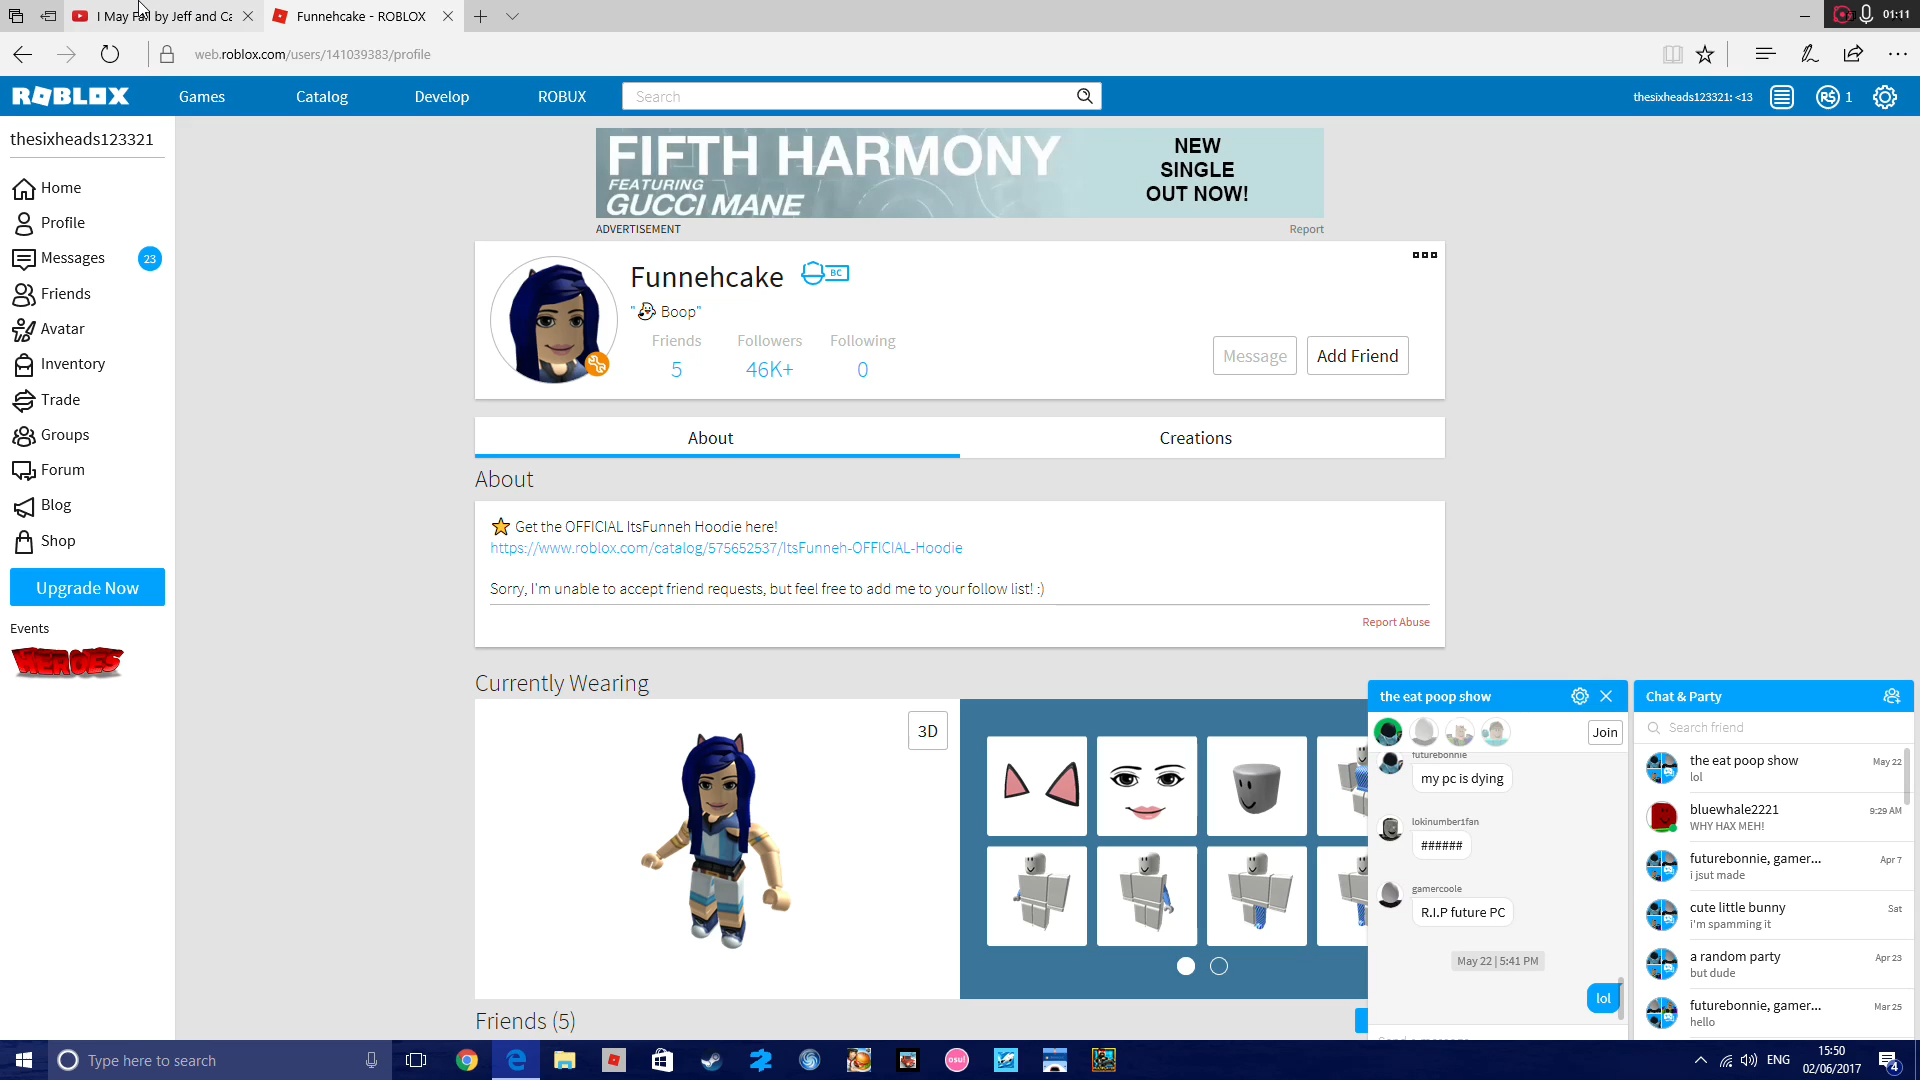 I May Fall by Jeff and Ca
Funnehcake - ROBLOX
01:11
web.roblox.com/users/141039383/profile
ROBLOX
Games
Catalog
Develop
ROBUX
Search
thesixheads123321: <13
R$ 1
thesixheads123321
Home
Profile
Messages 23
Friends
Avatar
Inventory
Trade
Groups
Forum
Blog
Shop
Upgrade Now
Events
HEROES
FIFTH HARMONY
FEATURING
GUCCI MANE
NEW
SINGLE
OUT NOW!
ADVERTISEMENT
Report
Funnehcake
BC
" Boop"
Friends Followers Following
5 46K+ 0
Message
Add Friend
About
Creations
About
Get the OFFICIAL ItsFunneh Hoodie here!
https://www.roblox.com/catalog/575652537/ItsFunneh-OFFICIAL-Hoodie
Sorry, I'm unable to accept friend requests, but feel free to add me to your follow list! :)
Report Abuse
Currently Wearing
3D
Friends (5)
the eat poop show
Join
futurebonnie
my pc is dying
lokinumber1fan
######
gamercoole
R.I.P future PC
May 22 | 5:41 PM
lol
Chat & Party
Search friend
the eat poop show May 22
lol
bluewhale2221 9:29 AM
WHY HAX MEH!
futurebonnie, gamer... Apr 7
i jsut made
cute little bunny Sat
i'm spamming it
a random party Apr 23
but dude
futurebonnie, gamer... Mar 25
hello
Type here to search
osu!
ENG
15:50
02/06/2017
4